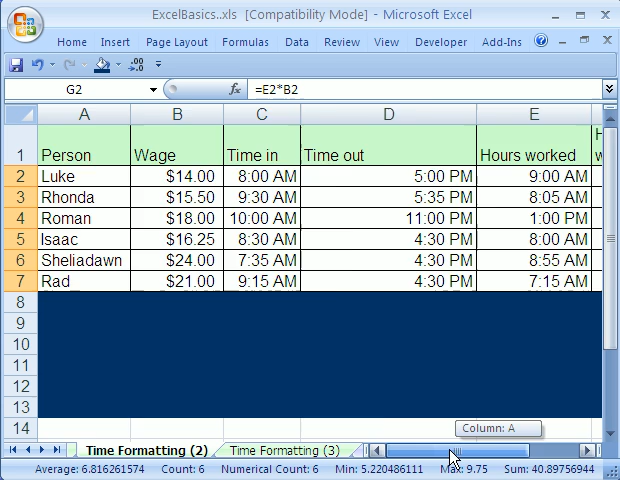 ExcelBasics..xls [Compatibility Mode] - Microsoft Excel
Home Insert Page Layout Formulas Data Review View Developer Add-Ins
G2 fx =E2*B2
A B C D E
H
1 Person Wage Time in Time out Hours worked w
2 Luke $14.00 8:00 AM 5:00 PM 9:00 AM
3 Rhonda $15.50 9:30 AM 5:35 PM 8:05 AM
4 Roman $18.00 10:00 AM 11:00 PM 1:00 PM
5 Isaac $16.25 8:30 AM 4:30 PM 8:00 AM
6 Sheliadawn $24.00 7:35 AM 4:30 PM 8:55 AM
7 Rad $21.00 9:15 AM 4:30 PM 7:15 AM
8
9
10
11
12
13
14
Column: A
Time Formatting (2) Time Formatting (3)
Average: 6.816261574 Count: 6 Numerical Count: 6 Min: 5.220486111 Max: 9.75 Sum: 40.89756944